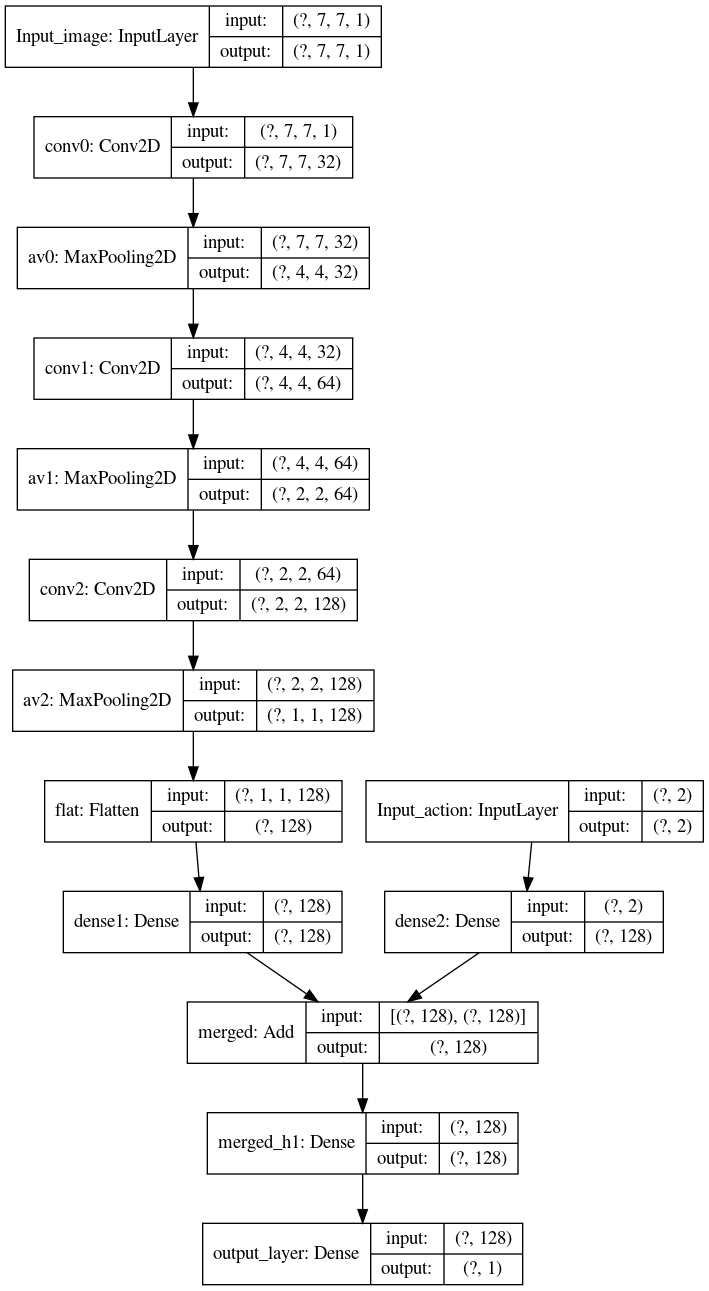 Input_image: InputLayer input: (?, 7, 7, 1)
output: (?, 7, 7, 1)
conv0: Conv2D input: (?, 7, 7, 1)
output: (?, 7, 7, 32)
av0: MaxPooling2D input: (?, 7, 7, 32)
output: (?, 4, 4, 32)
conv1: Conv2D input: (?, 4, 4, 32)
output: (?, 4, 4, 64)
av1: MaxPooling2D input: (?, 4, 4, 64)
output: (?, 2, 2, 64)
conv2: Conv2D input: (?, 2, 2, 64)
output: (?, 2, 2, 128)
av2: MaxPooling2D input: (?, 2, 2, 128)
output: (?, 1, 1, 128)
flat: Flatten input: (?, 1, 1, 128)
output: (?, 128)
Input_action: InputLayer input: (?, 2)
output: (?, 2)
dense1: Dense input: (?, 128)
output: (?, 128)
dense2: Dense input: (?, 2)
output: (?, 128)
merged: Add input: [(?, 128), (?, 128)]
output: (?, 128)
merged_h1: Dense input: (?, 128)
output: (?, 128)
output_layer: Dense input: (?, 128)
output: (?, 1)